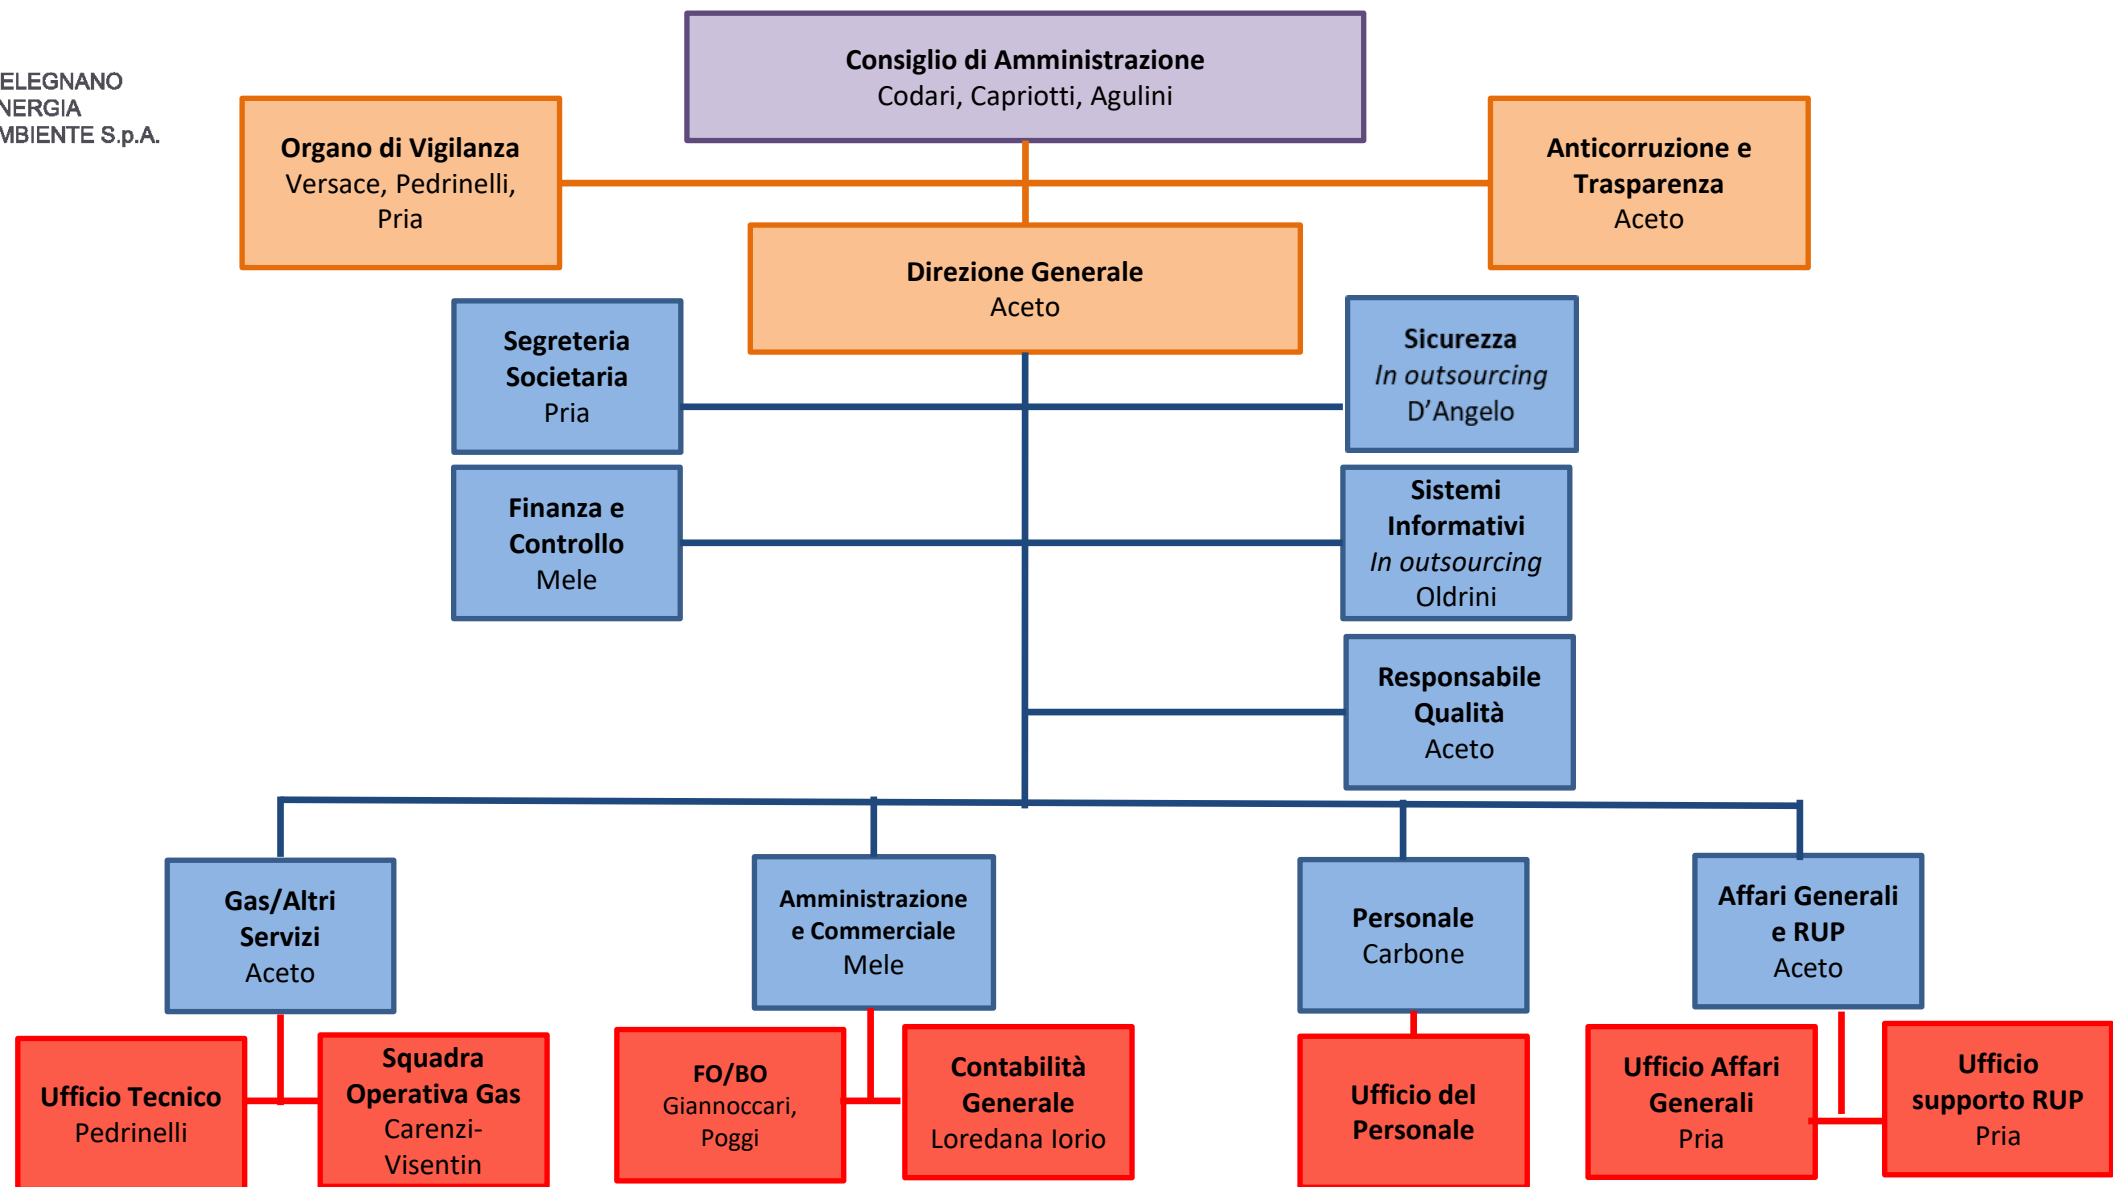 ELEGNANO
NERGIA
MBIENTE S.p.A.
Consiglio di Amministrazione
Codari, Capriotti, Agulini
Organo di Vigilanza
Versace, Pedrinelli,
Pria
Anticorruzione e
Trasparenza
Aceto
Direzione Generale
Aceto
Segreteria
Societaria
Pria
Sicurezza
In outsourcing
D’Angelo
Finanza e
Controllo
Mele
Sistemi
Informativi
In outsourcing
Oldrini
Responsabile
Qualità
Aceto
Gas/Altri
Servizi
Aceto
Amministrazione
e Commerciale
Mele
Personale
Carbone
Affari Generali
e RUP
Aceto
Ufficio Tecnico
Pedrinelli
Squadra
Operativa Gas
Carenzi-
Visentin
FO/BO
Giannoccari,
Poggi
Contabilità
Generale
Loredana Iorio
Ufficio del
Personale
Ufficio Affari
Generali
Pria
Ufficio
supporto RUP
Pria